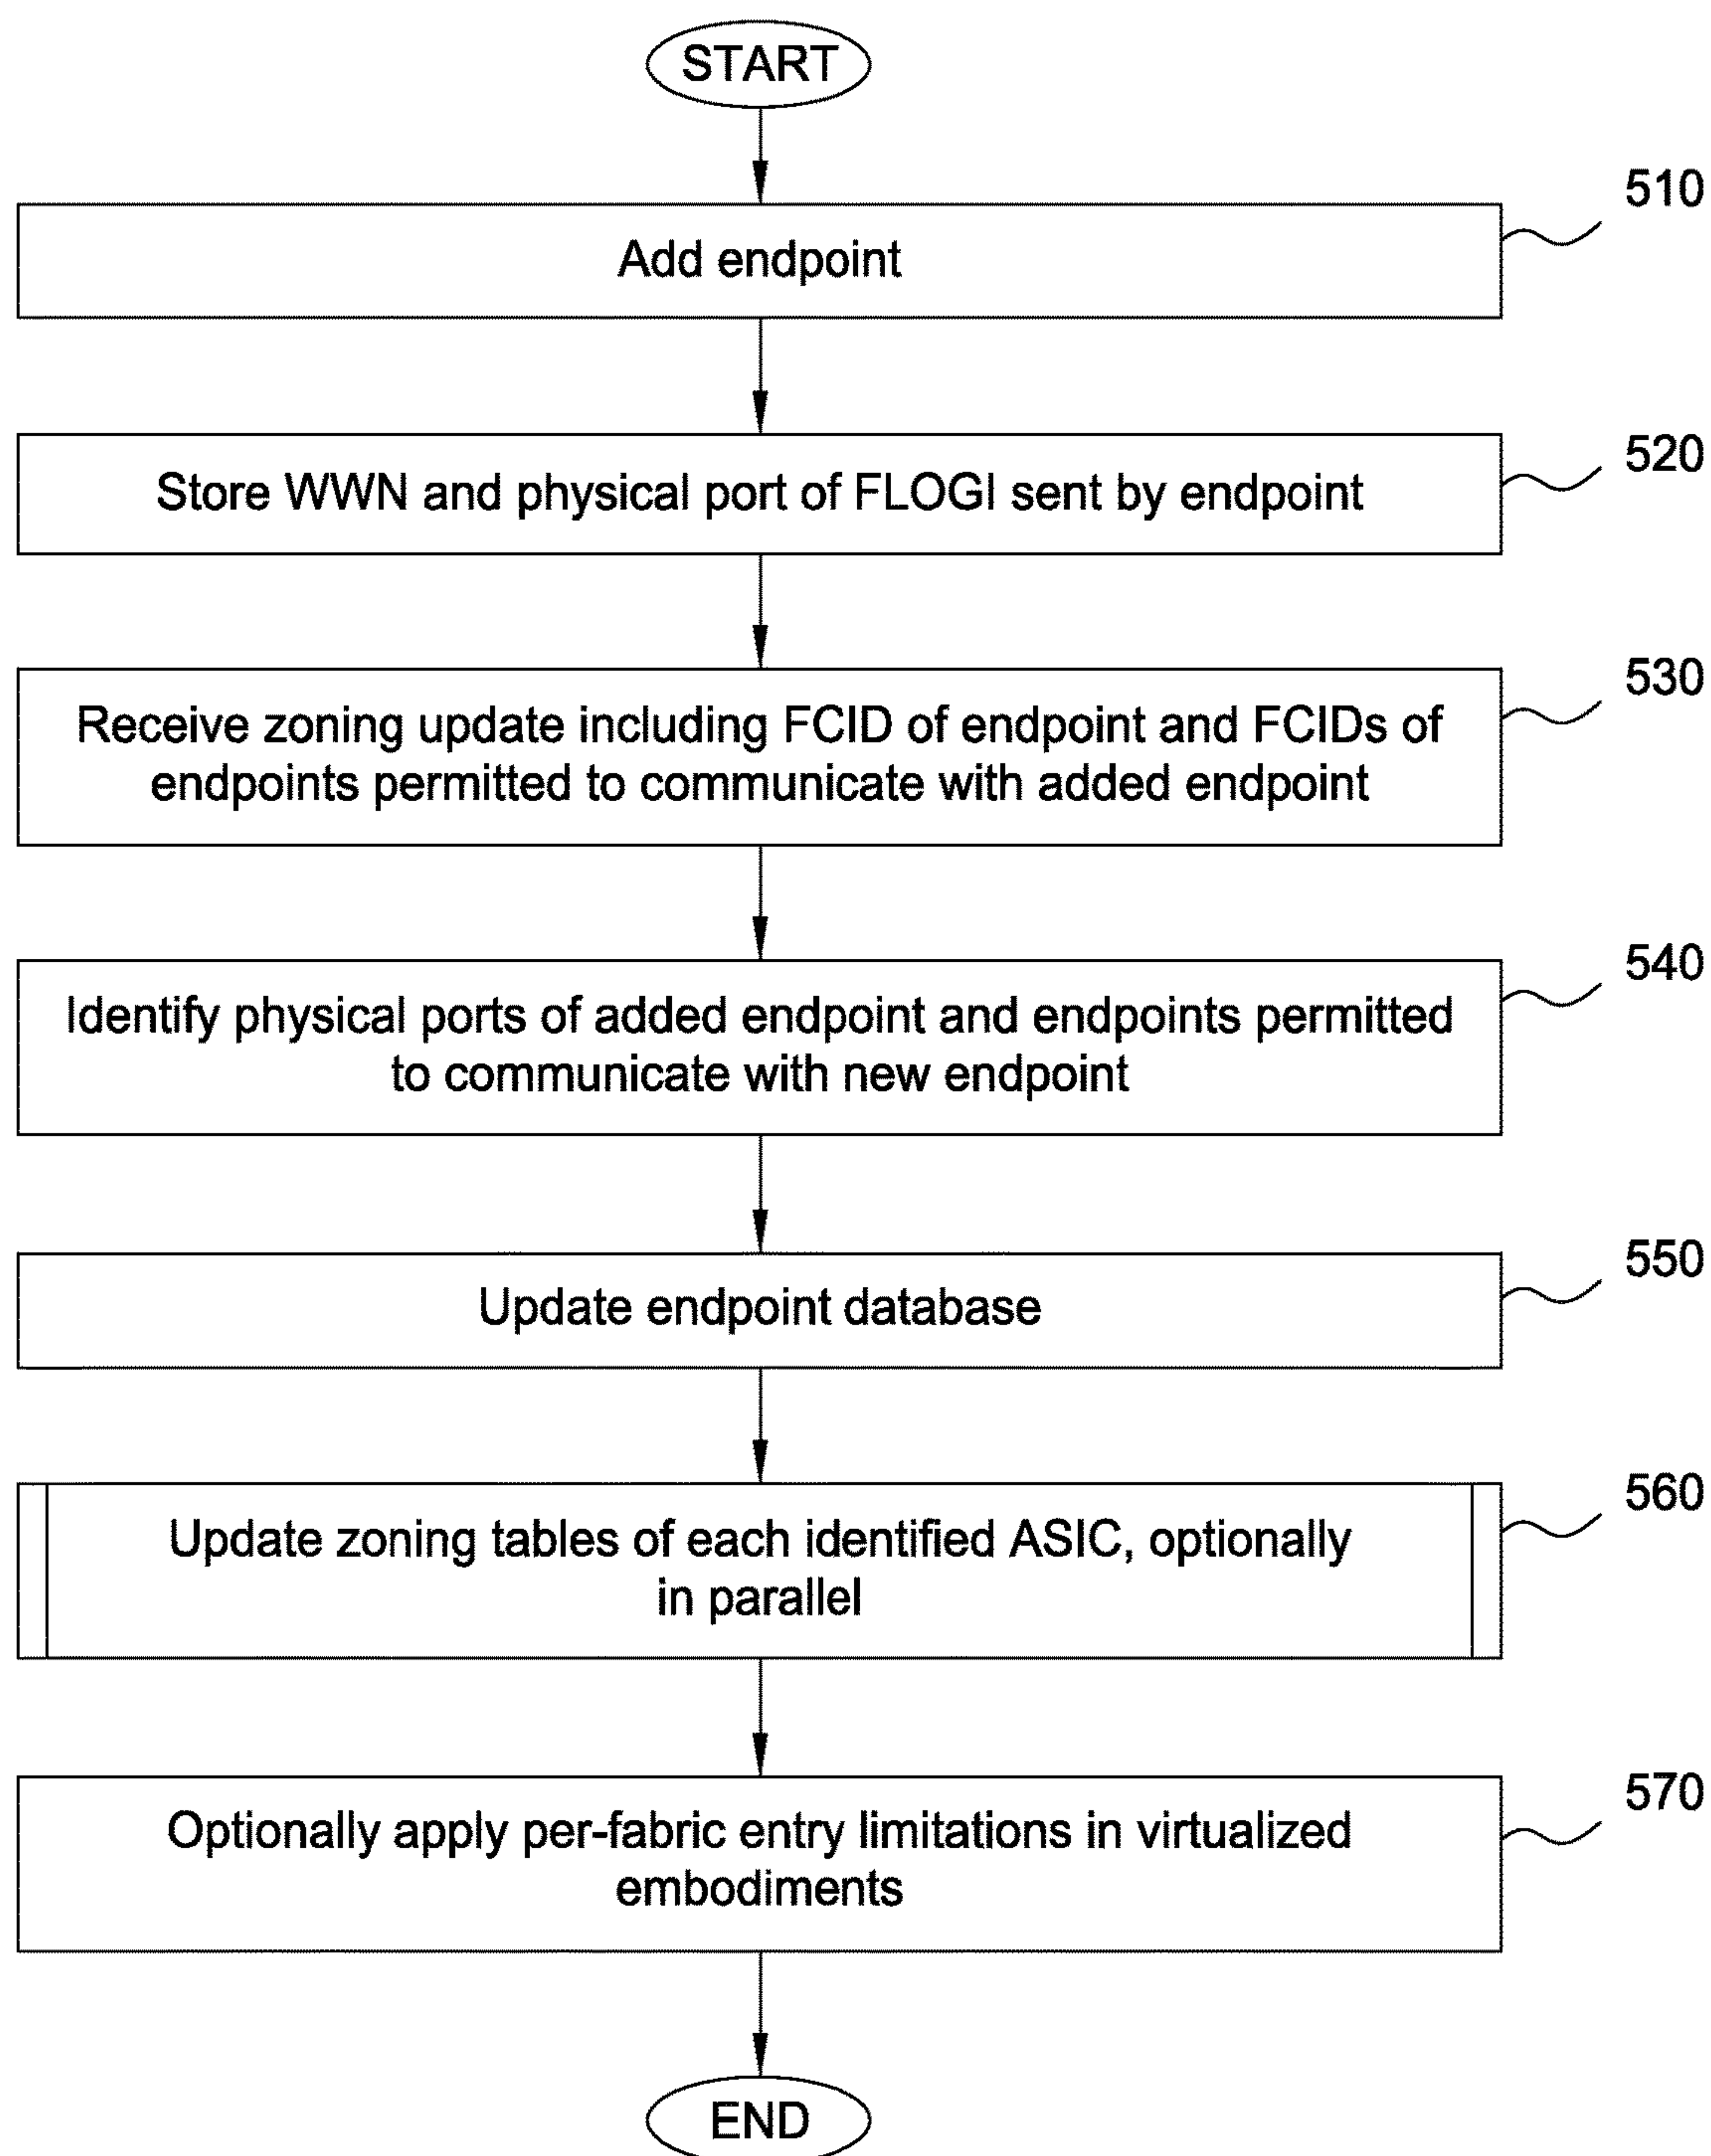 START
510
Add endpoint
520
Store WWN and physical port of FLOGI sent by endpoint
530
Receive zoning update including FCID of endpoint and FCIDs of
endpoints permitted to communicate with added endpoint
540
Identify physical ports of added endpoint and endpoints permitted
to communicate with new endpoint
550
Update endpoint database
560
Update zoning tables of each identified ASIC, optionally
in parallel
570
Optionally apply per-fabric entry limitations in virtualized
embodiments
END